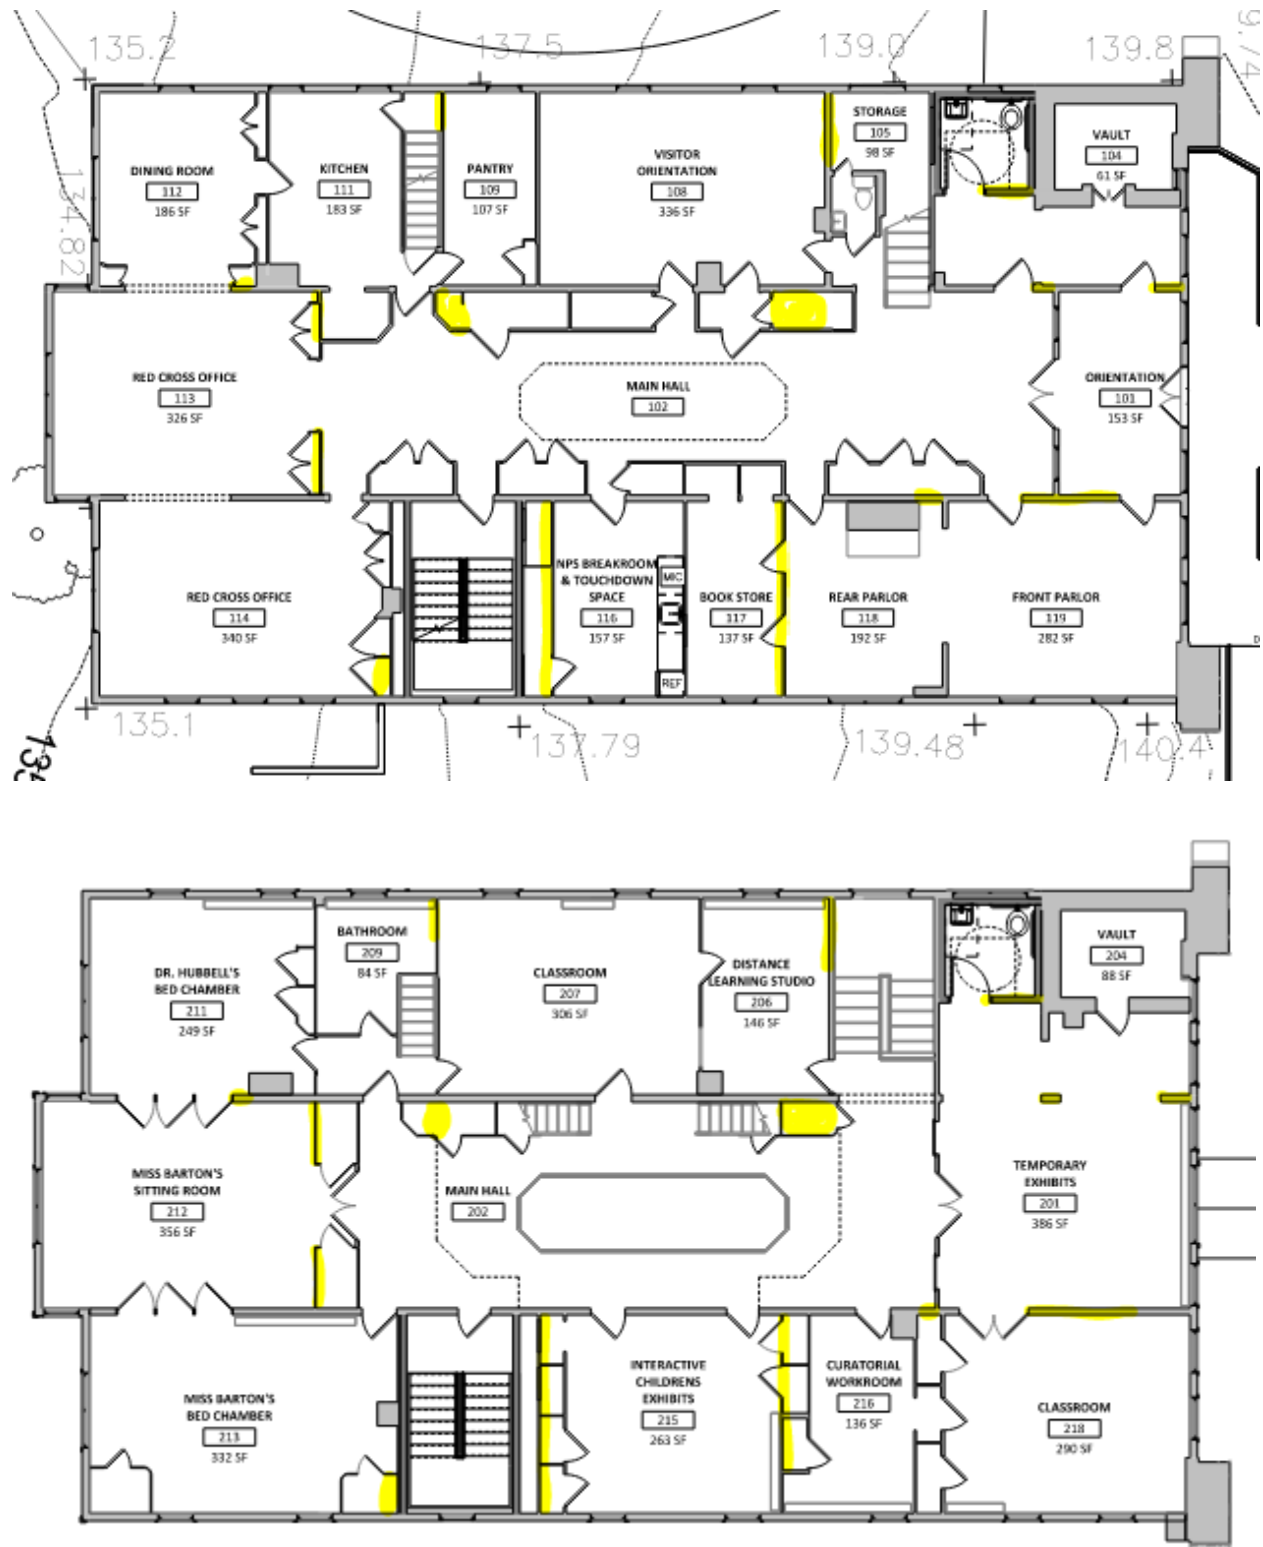 135.2
137.5
139.0
139.8
9.74
134.82
DINING ROOM
112
186 SF
KITCHEN
111
183 SF
PANTRY
109
107 SF
VISITOR
ORIENTATION
108
336 SF
STORAGE
105
98 SF
VAULT
104
61 SF
RED CROSS OFFICE
113
326 SF
MAIN HALL
102
ORIENTATION
101
153 SF
RED CROSS OFFICE
114
340 SF
NPS BREAKROOM
& TOUCHDOWN
SPACE
116
157 SF
MIC
REF
BOOK STORE
117
137 SF
REAR PARLOR
118
192 SF
FRONT PARLOR
119
282 SF
D
135.1
137.79
139.48
140.4
DR. HUBBELL'S
BED CHAMBER
211
249 SF
BATHROOM
209
84 SF
CLASSROOM
207
306 SF
DISTANCE
LEARNING STUDIO
206
146 SF
VAULT
204
88 SF
MISS BARTON'S
SITTING ROOM
212
356 SF
MAIN HALL
202
TEMPORARY
EXHIBITS
201
386 SF
MISS BARTON'S
BED CHAMBER
213
332 SF
INTERACTIVE
CHILDRENS
EXHIBITS
215
263 SF
CURATORIAL
WORKROOM
216
136 SF
CLASSROOM
218
290 SF